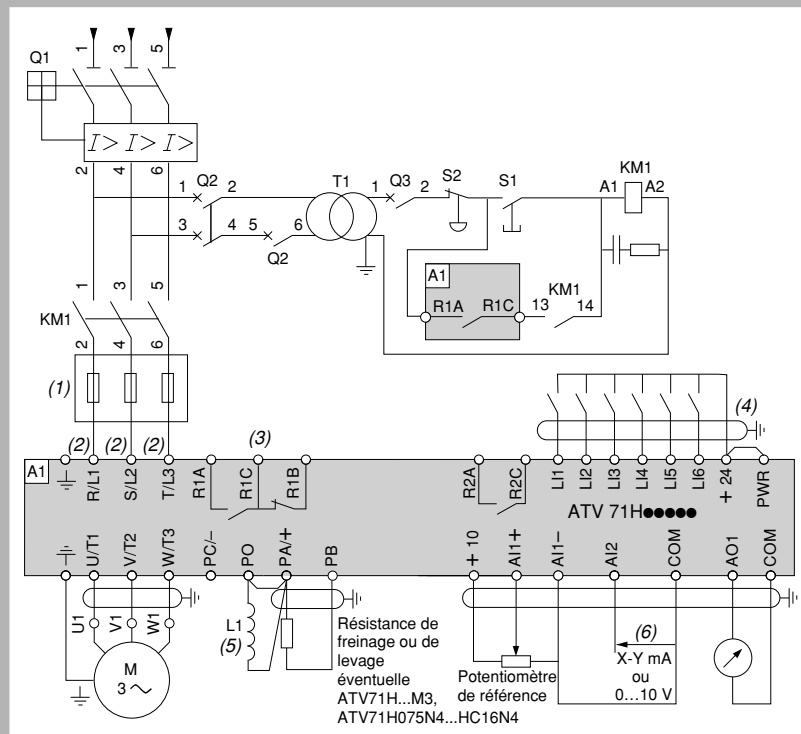 1 3 5
Q1
I> I> I>
2 4 6
1 Q2 2
T1
1 Q3 2
S2
S1
KM1
A1 A2
3 4 5 6
Q2
A1
R1A R1C
13 KM1 14
1 3 5
KM1
2 4 6
(1)
(2) (2) (2)
(3)
(4)
A1
R/L1 S/L2 T/L3 R1A R1C R1B R2A R2C LI1 LI2 LI3 LI4 LI5 LI6 + 24 PWR
ATV 71H●●●●●
U/T1 V/T2 W/T3 PC/- PO PA/+ PB + 10 AI1+ AI1- AI2 COM AO1 COM
U1 V1 W1
M
3 ~
L1
(5)
Résistance de
freinage ou de
levage
éventuelle
ATV71H...M3,
ATV71H075N4...HC16N4
Potentiomètre
de référence
(6)
X-Y mA
ou
0...10 V